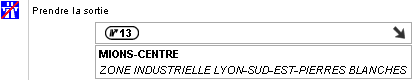 Prendre la sortie
13
MIONS-CENTRE
ZONE INDUSTRIELLE LYON-SUD-EST-PIERRES BLANCHES